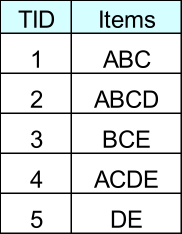 TID Items
1 ABC
2 ABCD
3 BCE
4 ACDE
5 DE